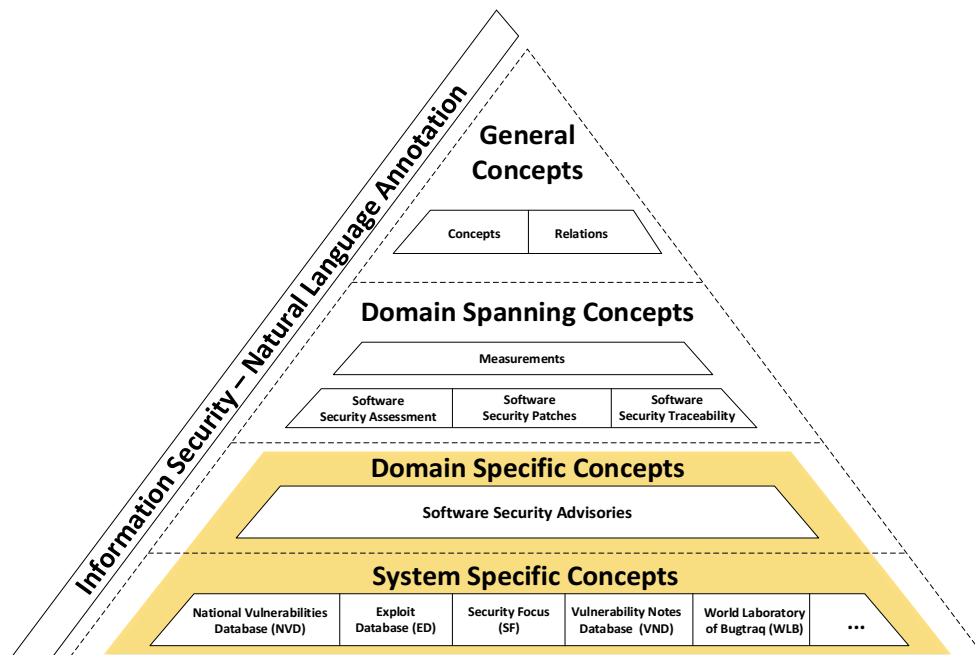 Information Security – Natural Language Annotation
General
Concepts
Concepts
Relations
Domain Spanning Concepts
Measurements
Software
Security Assessment
Software
Security Patches
Software
Security Traceability
Domain Specific Concepts
Software Security Advisories
System Specific Concepts
National Vulnerabilities
Database (NVD)
Exploit
Database (ED)
Security Focus
(SF)
Vulnerability Notes
Database (VND)
World Laboratory
of Bugtraq (WLB)
...